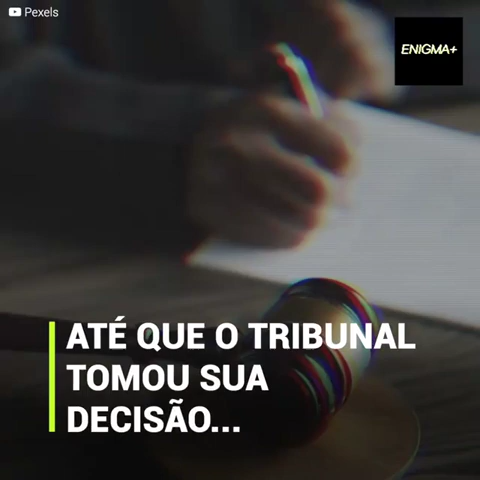 Pexels
ENIGMA+
ATÉ QUE O TRIBUNAL
TOMOU SUA
DECISÃO...